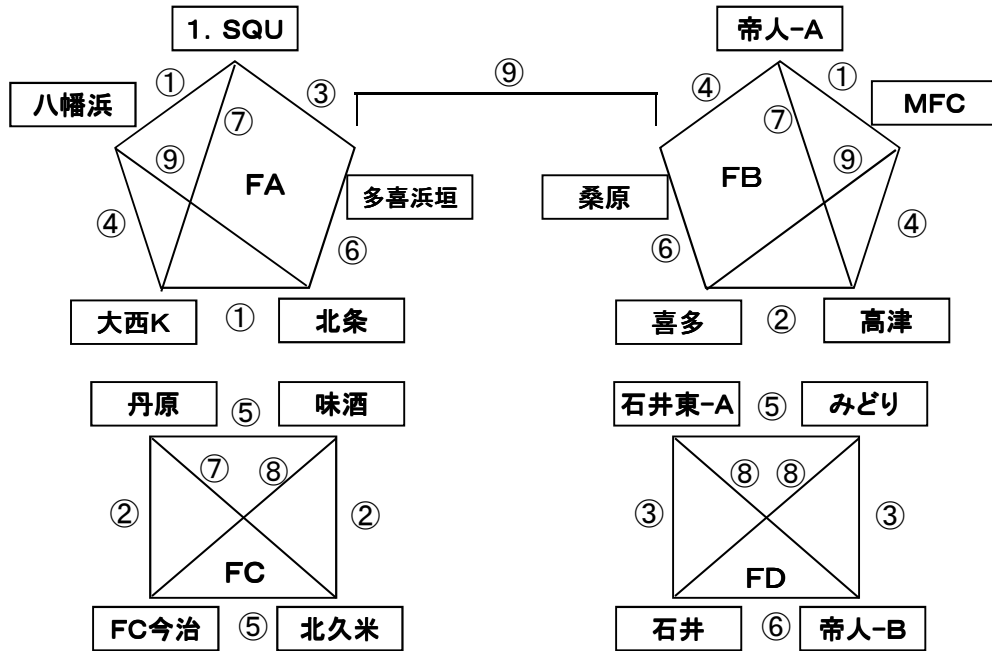 1. SQU
帝人-A
① ③ ⑨ ④ ①
八幡浜
MFC
⑦ ⑦
⑨ ⑨
FA
FB
多喜浜垣
桑原
④ ⑥ ⑥ ④
大西K ① 北条
喜多 ② 高津
丹原 ⑤ 味酒
石井東-A ⑤ みどり
⑦ ⑧ ⑧ ⑧
② ② ③ ③
FC
FD
FC今治 ⑤ 北久米
石井 ⑥ 帝人-B